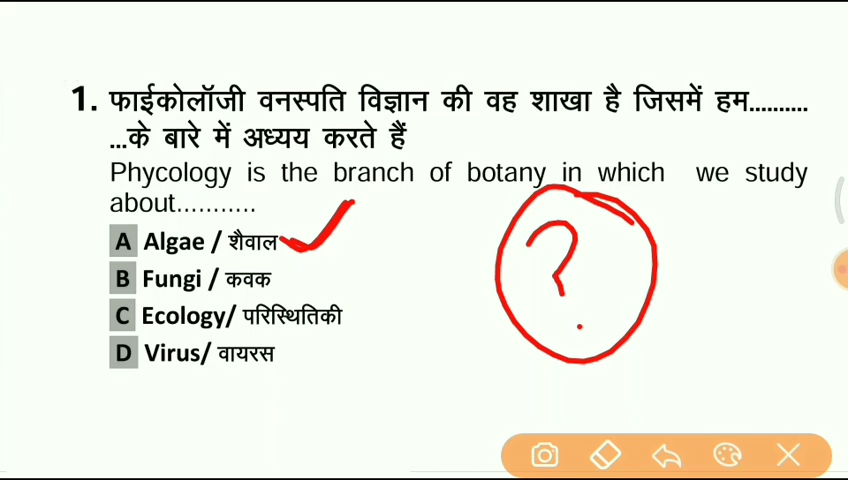 1. फाईकोलॉजी वनस्पति विज्ञान की वह शाखा है जिसमें हम..........
...के बारे में अध्यय करते हैं
Phycology is the branch of botany in which we study
about...........
A Algae / शैवाल
B Fungi / कवक
C Ecology/ परिस्थितिकी
D Virus/ वायरस
?